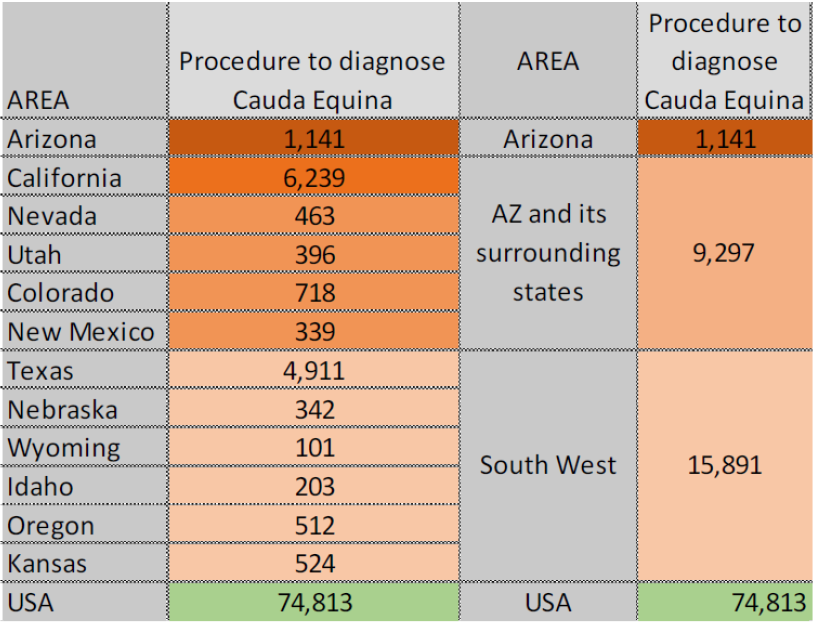 AREA
Procedure to diagnose
Cauda Equina
AREA
Procedure to
diagnose
Cauda Equina
Arizona 1,141 Arizona 1,141
California 6,239
Nevada 463
Utah 396
Colorado 718
New Mexico 339
AZ and its
surrounding
states
9,297
Texas 4,911
Nebraska 342
Wyoming 101
Idaho 203
Oregon 512
Kansas 524
South West 15,891
USA 74,813 USA 74,813